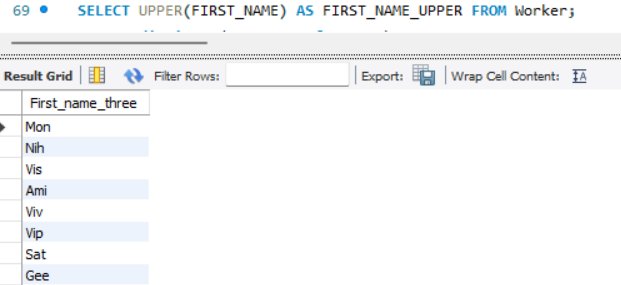 69 SELECT UPPER(FIRST_NAME) AS FIRST_NAME_UPPER FROM Worker;
Result Grid Filter Rows: Export: Wrap Cell Content: IA
First_name_three
Mon
Nih
Vis
Ami
Viv
Vip
Sat
Gee